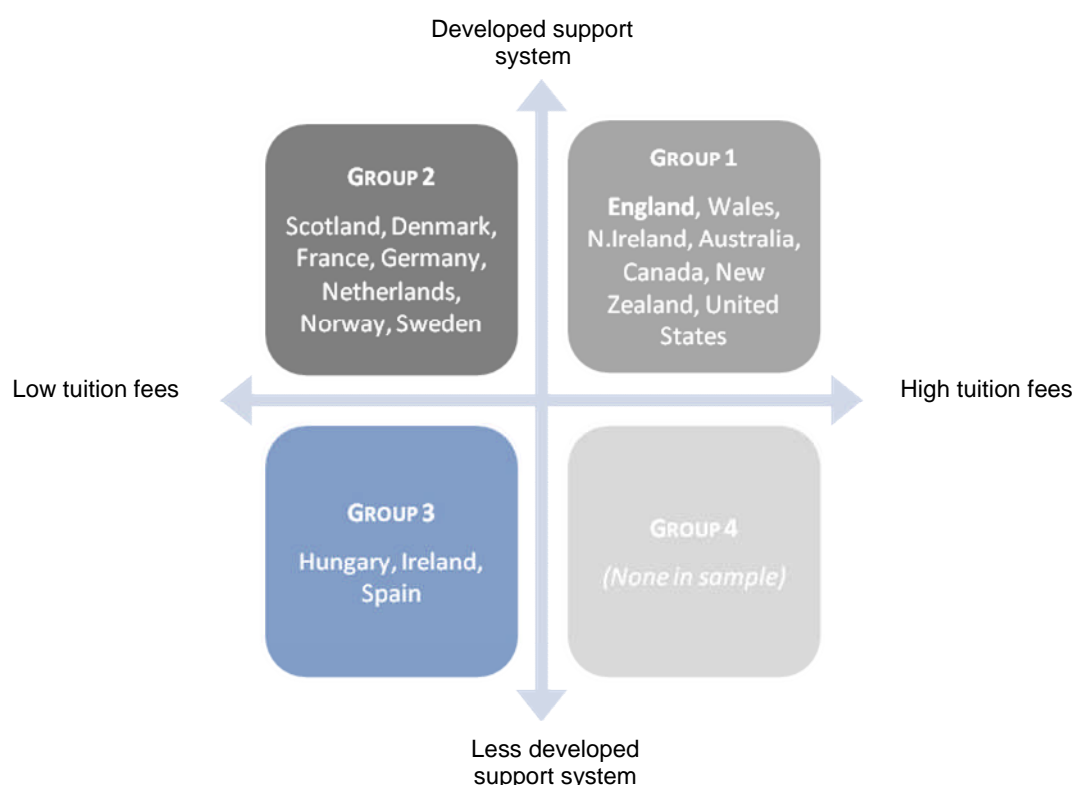 Developed support
system
GROUP 2
Scotland, Denmark,
France, Germany,
Netherlands,
Norway, Sweden
GROUP 1
England, Wales,
N.Ireland, Australia,
Canada, New
Zealand, United
States
Low tuition fees
High tuition fees
GROUP 3
Hungary, Ireland,
Spain
GROUP 4
(None in sample)
Less developed
support system